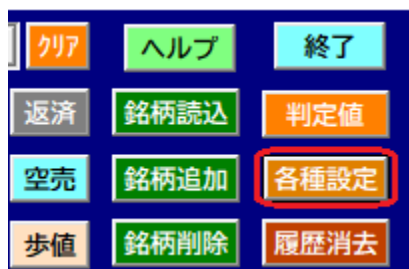 クリア ヘルプ 終了
返済 銘柄読込 判定値
空売 銘柄追加 各種設定
歩値 銘柄削除 履歴消去